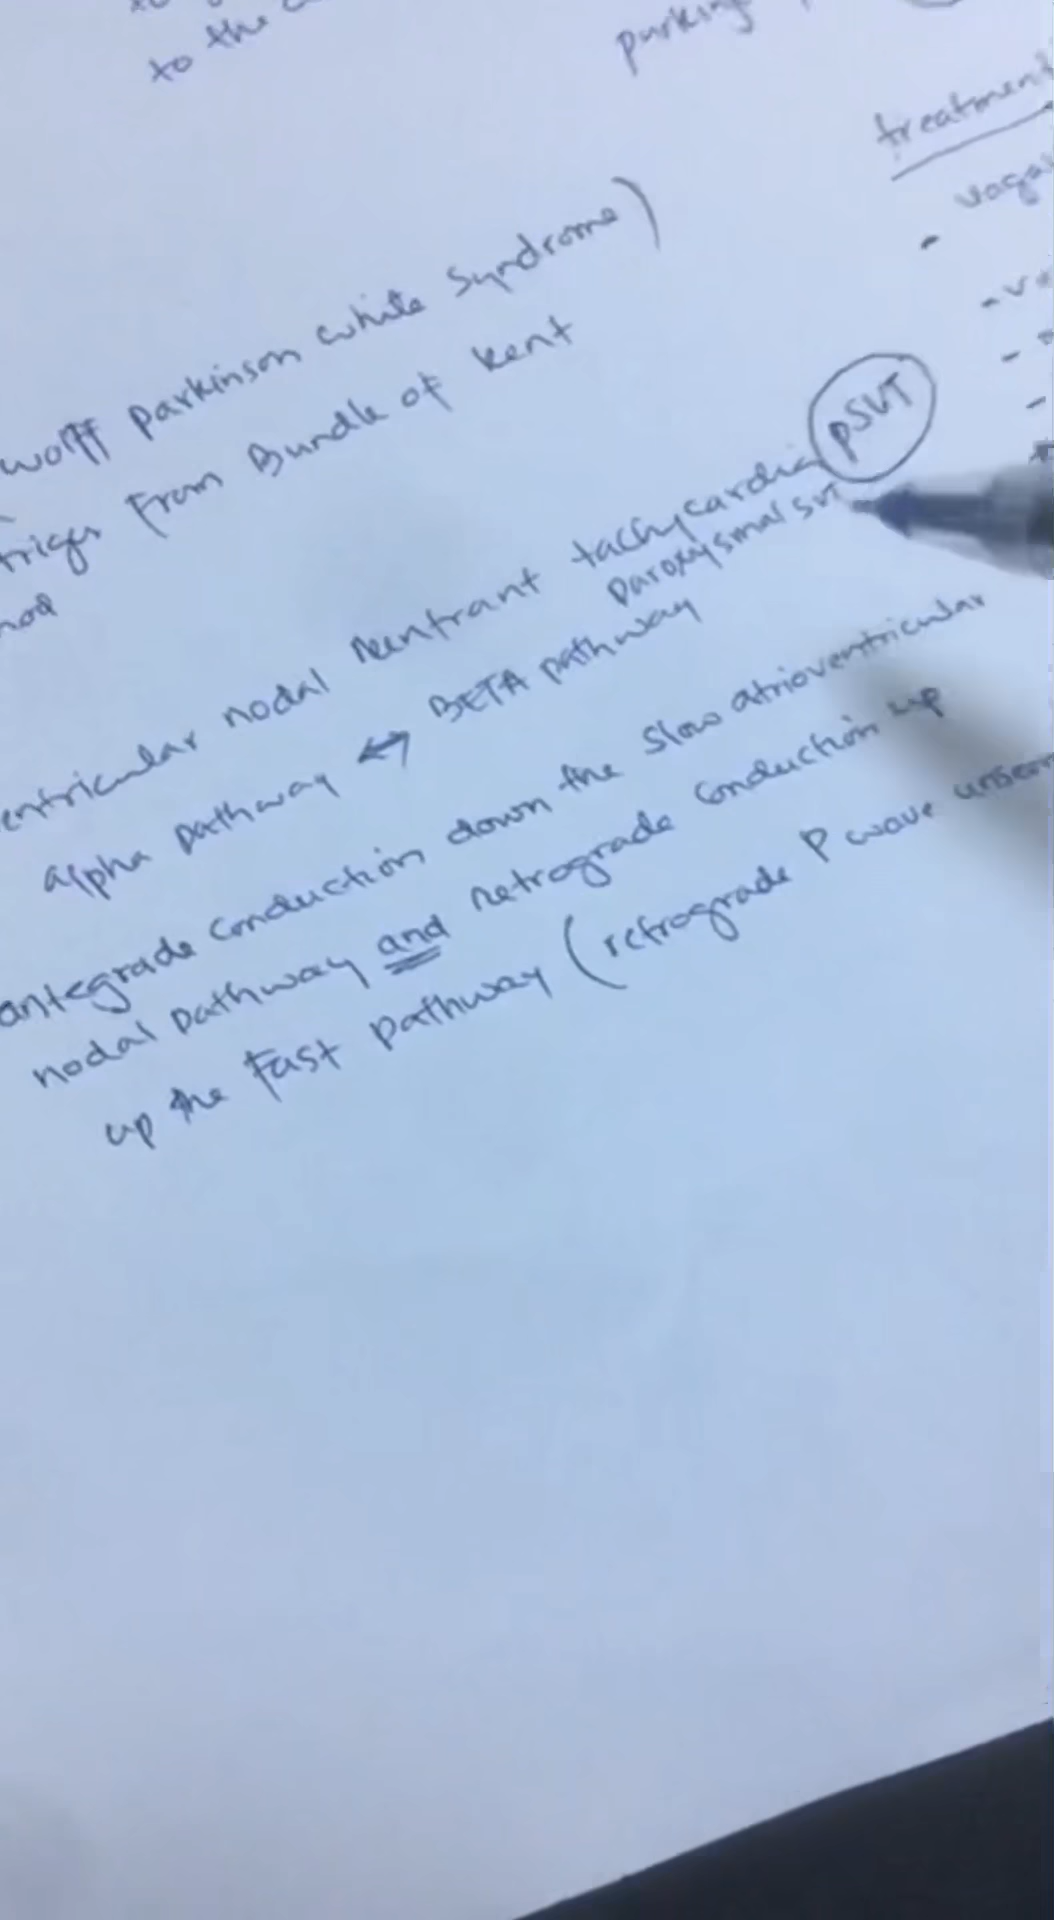 to the
parking
treatment
wolff parkinson white Syndrome)
From Bundle of Kent
nodal reentrant tachycardia pSVT
paroxysmal SVT
alpha pathway ↔ BETA pathway
antegrade conduction down the slow atrioventricular
nodal pathway and retrograde conduction up
up the fast pathway (retrograde P wave